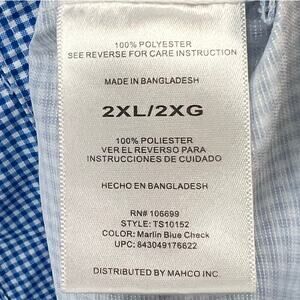 100% POLYESTER
SEE REVERSE FOR CARE INSTRUCTION
MADE IN BANGLADESH
2XL/2XG
100% POLIESTER
VER EL REVERSO PARA
INSTRUCCIONES DE CUIDADO
HECHO EN BANGLADESH
RN# 106699
STYLE: TS10152
COLOR: Marlin Blue Check
UPC: 843049176622
DISTRIBUTED BY MAHCO INC.